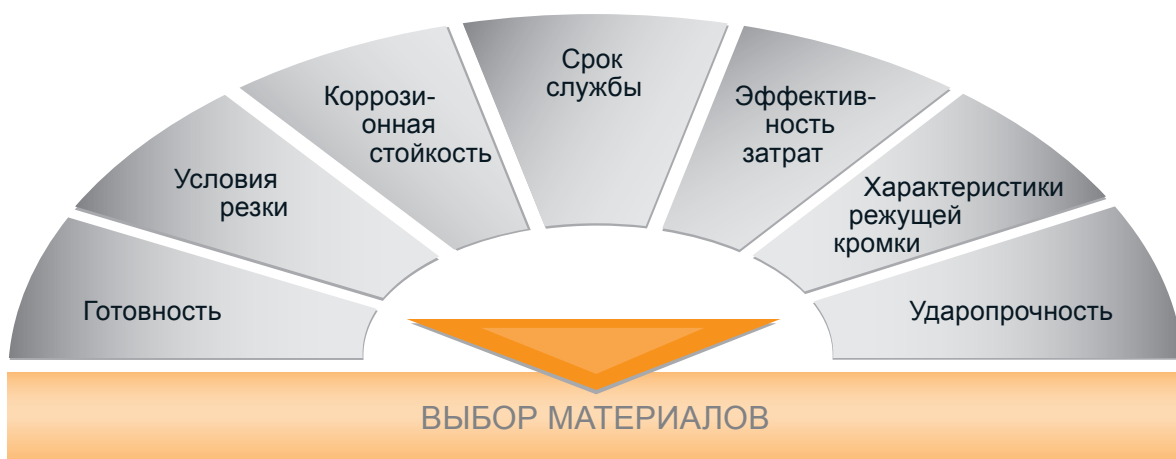 Готовность
Условия
резки
Коррози-
онная
стойкость
Срок
службы
Эффектив-
ность
затрат
Характеристики
режущей
кромки
Ударопрочность
ВЫБОР МАТЕРИАЛОВ